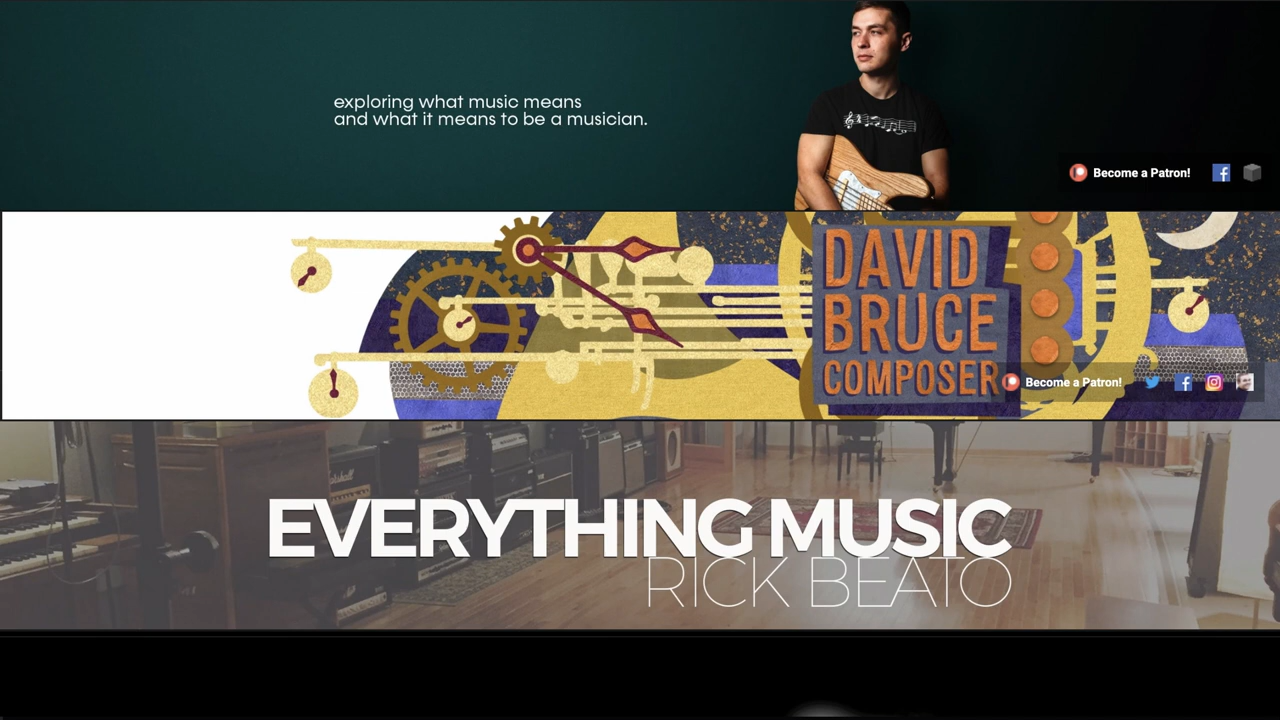 exploring what music means
and what it means to be a musician.
Become a Patron!
DAVID
BRUCE
COMPOSER
Become a Patron!
EVERYTHING MUSIC
RICK BEATO